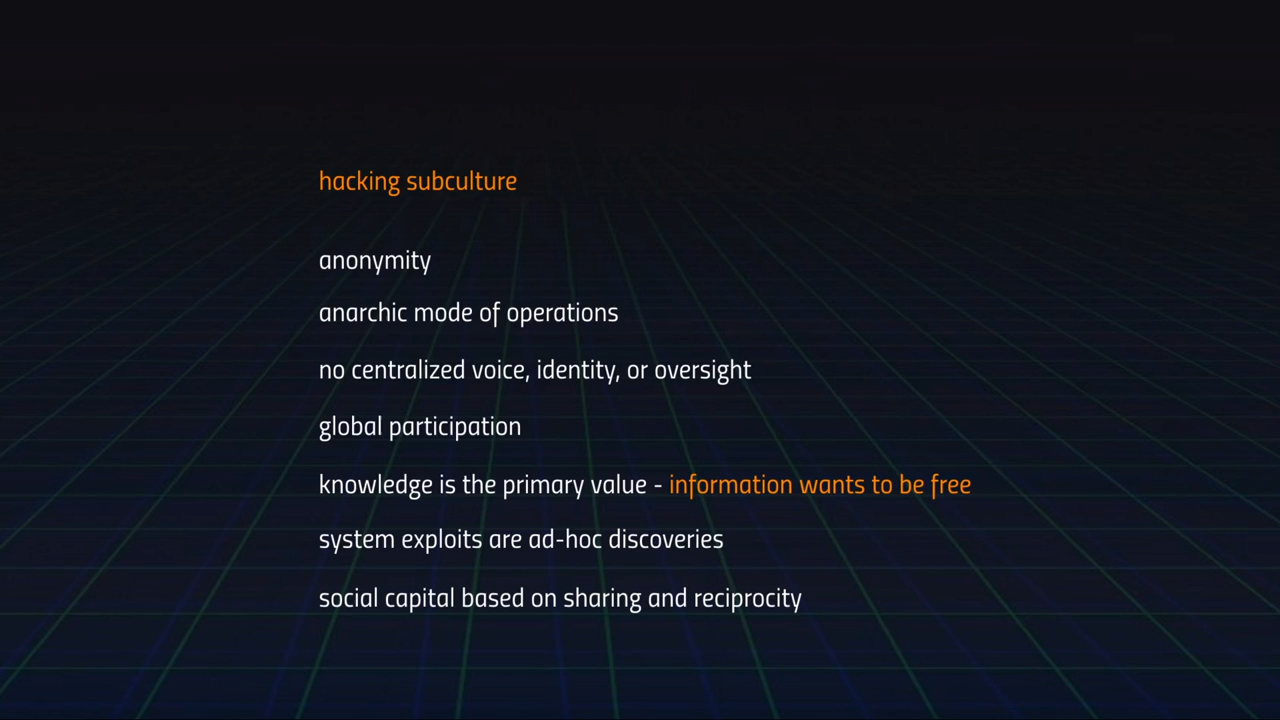 hacking subculture
anonymity
anarchic mode of operations
no centralized voice, identity, or oversight
global participation
knowledge is the primary value - information wants to be free
system exploits are ad-hoc discoveries
social capital based on sharing and reciprocity